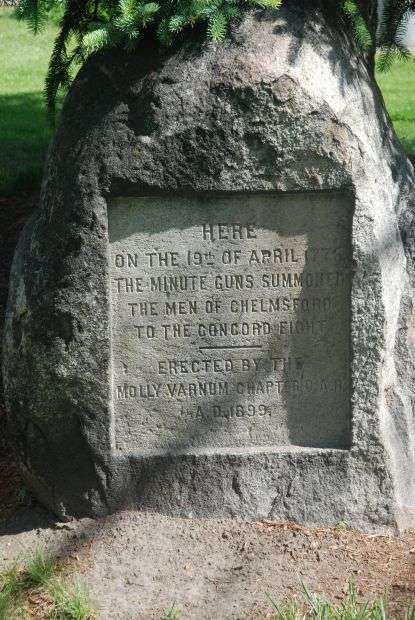 HERE
ON THE 19TH OF APRIL 1775
THE MINUTE GUNS SUMMONED
THE MEN OF CHELMSFORD
TO THE CONCORD FIGHT
ERECTED BY THE
MOLLY VARNUM CHAPTER D.A.R.
A.D. 1899.